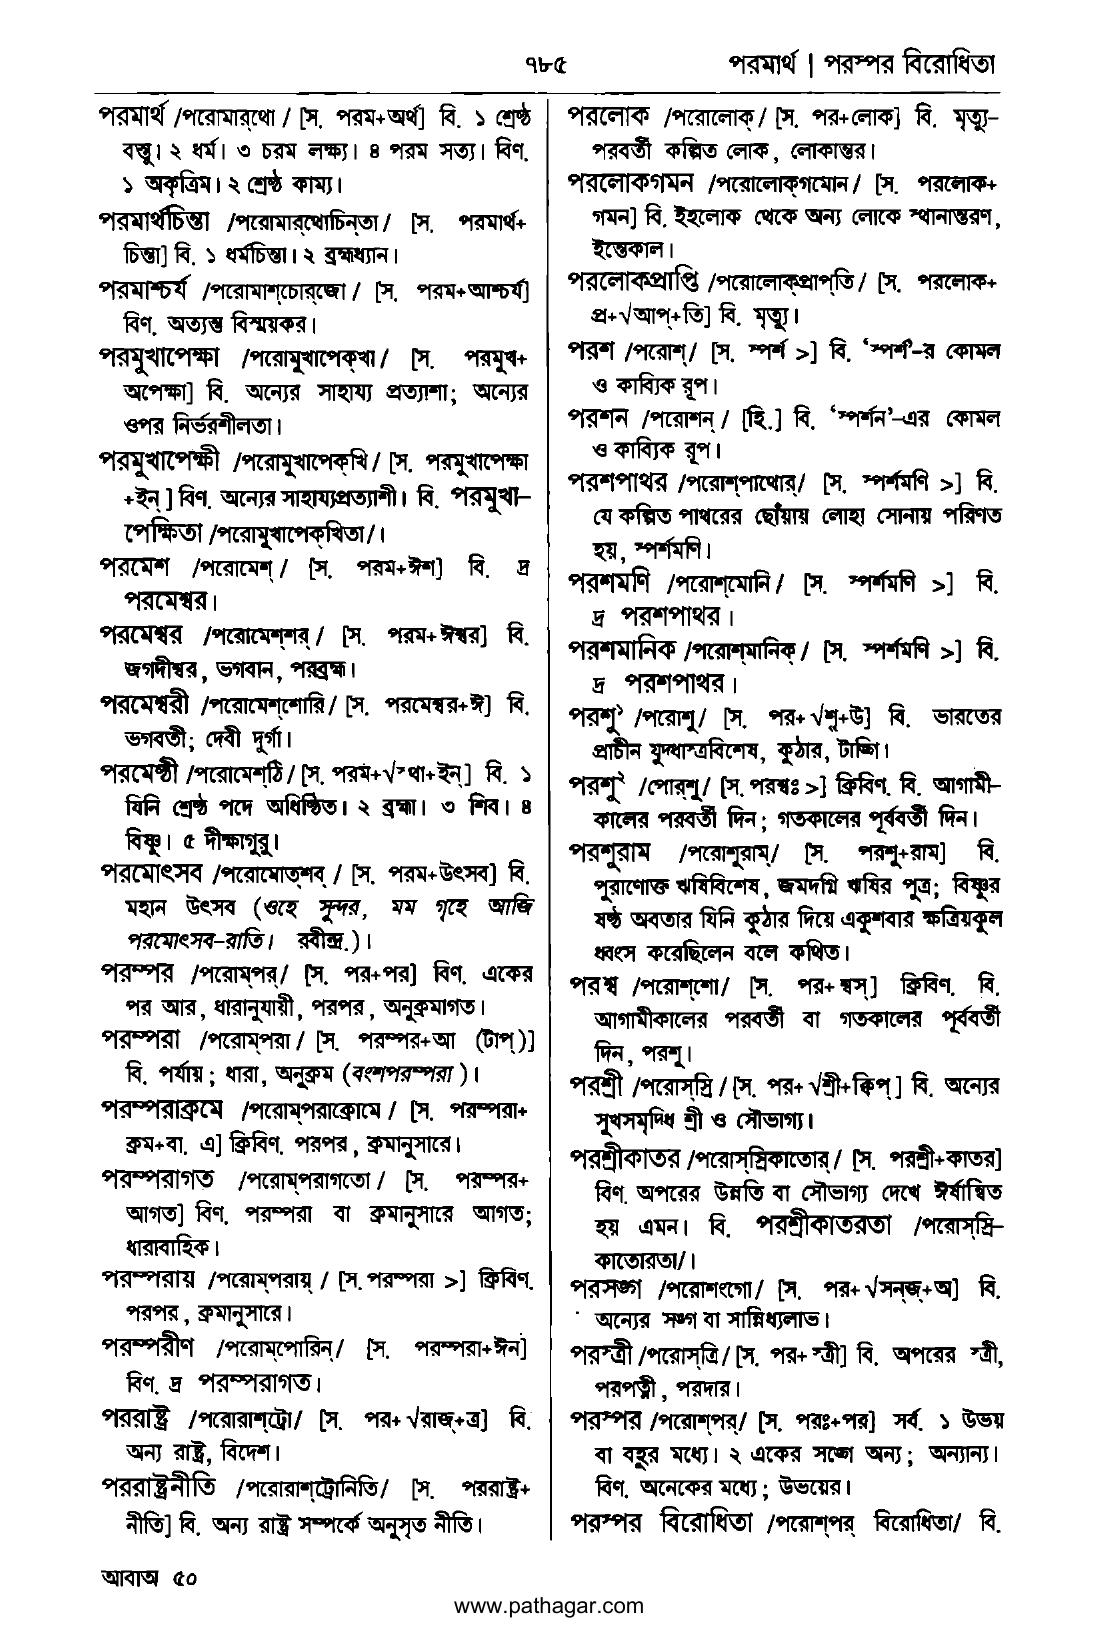 ৭৮৫
পরমার্থ | পরস্পর বিরোধিতা
পরমার্থ /পরোমার্‌থো/ [স. পরম+অর্থ] বি. ১ শ্রেষ্ঠ
বস্তু। ২ ধর্ম। ৩ চরম লক্ষ্য। ৪ পরম সত্য। বিণ.
১ অকৃত্রিম। ২ শ্রেষ্ঠ কাম্য।
পরমার্থচিন্তা /পরোমার্‌থোচিন্‌তা/ [স. পরমার্থ+
চিন্তা] বি. ১ ধর্মচিন্তা। ২ ব্রহ্মধ্যান।
পরমাশ্চর্য /পরোমাশ্‌চোর্‌জো/ [স. পরম+আশ্চর্য]
বিণ. অত্যন্ত বিস্ময়কর।
পরমুখাপেক্ষা /পরোমুখাপেক্‌খা/ [স. পরমুখ+
অপেক্ষা] বি. অন্যের সাহায্য প্রত্যাশা; অন্যের
ওপর নির্ভরশীলতা।
পরমুখাপেক্ষী /পরোমুখাপেক্‌খি/ [স. পরমুখাপেক্ষা
+ইন্] বিণ. অন্যের সাহায্যপ্রত্যাশী। বি. পরমুখা-
পেক্ষিতা /পরোমুখাপেক্‌খিতা/।
পরমেশ /পরোমেশ্/ [স. পরম+ঈশ] বি. দ্র
পরমেশ্বর।
পরমেশ্বর /পরোমেশ্‌শর্/ [স. পরম+ঈশ্বর] বি.
জগদীশ্বর, ভগবান, পরব্রহ্ম।
পরমেশ্বরী /পরোমেশ্‌শোরি/ [স. পরমেশ্বর+ঈ] বি.
ভগবতী; দেবী দুর্গা।
পরমেষ্ঠী /পরোমেশ্‌ঠি/ [স. পরম+√স্থা+ইন্] বি. ১
যিনি শ্রেষ্ঠ পদে অধিষ্ঠিত। ২ ব্রহ্মা। ৩ শিব। ৪
বিষ্ণু। ৫ দীক্ষাগুরু।
পরমোৎসব /পরোমোত্‌শব্/ [স. পরম+উৎসব] বি.
মহান উৎসব (ওহে সুন্দর, মম গৃহে আজি
পরমোৎসব-রাতি। রবীন্দ্র.)।
পরম্পর /পরোম্‌পর্/ [স. পর+পর] বিণ. একের
পর আর, ধারানুযায়ী, পরপর, অনুক্রমাগত।
পরম্পরা /পরোম্‌পরা/ [স. পরম্পর+আ (টাপ্)]
বি. পর্যায়; ধারা, অনুক্রম (বংশপরম্পরা)।
পরম্পরাক্রমে /পরোম্‌পরাক্রোমে/ [স. পরম্পরা+
ক্রম+বা. এ] ক্রিবিণ. পরপর, ক্রমানুসারে।
পরম্পরাগত /পরোম্‌পরাগতো/ [স. পরম্পর+
আগত] বিণ. পরম্পরা বা ক্রমানুসারে আগত;
ধারাবাহিক।
পরম্পরায় /পরোম্‌পরায়্/ [স. পরম্পরা >] ক্রিবিণ.
পরপর, ক্রমানুসারে।
পরম্পরীণ /পরোম্‌পোরিন্/ [স. পরম্পরা+ঈন]
বিণ. দ্র পরম্পরাগত।
পররাষ্ট্র /পরোরাশ্‌ট্রো/ [স. পর+√রাজ্+ত্র] বি.
অন্য রাষ্ট্র, বিদেশ।
পররাষ্ট্রনীতি /পরোরাশ্‌ট্রোনিতি/ [স. পররাষ্ট্র+
নীতি] বি. অন্য রাষ্ট্র সম্পর্কে অনুসৃত নীতি।
আবাঅ ৫০
পরলোক /পরোলোক্/ [স. পর+লোক] বি. মৃত্যু-
পরবর্তী কল্পিত লোক, লোকান্তর।
পরলোকগমন /পরোলোক্‌গমোন/ [স. পরলোক+
গমন] বি. ইহলোক থেকে অন্য লোকে স্থানান্তরণ,
ইন্তেকাল।
পরলোকপ্রাপ্তি /পরোলোক্‌প্রাপ্‌তি/ [স. পরলোক+
প্র+√আপ্+তি] বি. মৃত্যু।
পরশ /পরোশ্/ [স. স্পর্শ >] বি. ‘স্পর্শ’-র কোমল
ও কাব্যিক রূপ।
পরশন /পরোশন্/ [হি.] বি. ‘স্পর্শন’-এর কোমল
ও কাব্যিক রূপ।
পরশপাথর /পরোশ্‌পাথোর্/ [স. স্পর্শমণি >] বি.
যে কল্পিত পাথরের ছোঁয়ায় লোহা সোনায় পরিণত
হয়, স্পর্শমণি।
পরশমণি /পরোশ্‌মোনি/ [স. স্পর্শমণি >] বি.
দ্র পরশপাথর।
পরশমানিক /পরোশ্‌মানিক্/ [স. স্পর্শমণি >] বি.
দ্র পরশপাথর।
পরশু১ /পরোশু/ [স. পর+√শৄ+উ] বি. ভারতের
প্রাচীন যুদ্ধাস্ত্রবিশেষ, কুঠার, টাঙ্গি।
পরশু২ /পোর্‌শু/ [স. পরশ্বঃ >] ক্রিবিণ. বি. আগামী-
কালের পরবর্তী দিন; গতকালের পূর্ববর্তী দিন।
পরশুরাম /পরোশুরাম্/ [স. পরশু+রাম] বি.
পুরাণোক্ত ঋষিবিশেষ, জমদগ্নি ঋষির পুত্র; বিষ্ণুর
ষষ্ঠ অবতার যিনি কুঠার দিয়ে একুশবার ক্ষত্রিয়কুল
ধ্বংস করেছিলেন বলে কথিত।
পরশ্ব /পরোশ্‌শো/ [স. পর+শ্বস্] ক্রিবিণ. বি.
আগামীকালের পরবর্তী বা গতকালের পূর্ববর্তী
দিন, পরশু।
পরশ্রী /পরোস্‌স্রি/ [স. পর+√শ্রী+ক্বিপ্] বি. অন্যের
সুখসমৃদ্ধি শ্রী ও সৌভাগ্য।
পরশ্রীকাতর /পরোস্‌স্রিকাতোর্/ [স. পরশ্রী+কাতর]
বিণ. অপরের উন্নতি বা সৌভাগ্য দেখে ঈর্ষান্বিত
হয় এমন। বি. পরশ্রীকাতরতা /পরোস্‌স্রি-
কাতোরতা/।
পরসঙ্গ /পরোশংগো/ [স. পর+√সন্‌জ্+অ] বি.
অন্যের সঙ্গ বা সান্নিধ্যলাভ।
পরস্ত্রী /পরোস্‌ত্রি/ [স. পর+স্ত্রী] বি. অপরের স্ত্রী,
পরপত্নী, পরদার।
পরস্পর /পরোশ্‌পর্/ [স. পরঃ+পর] সর্ব. ১ উভয়
বা বহুর মধ্যে। ২ একের সঙ্গে অন্য; অন্যান্য।
বিণ. অনেকের মধ্যে; উভয়ের।
পরস্পর বিরোধিতা /পরোশ্‌পর্ বিরোধিতা/ বি.
www.pathagar.com